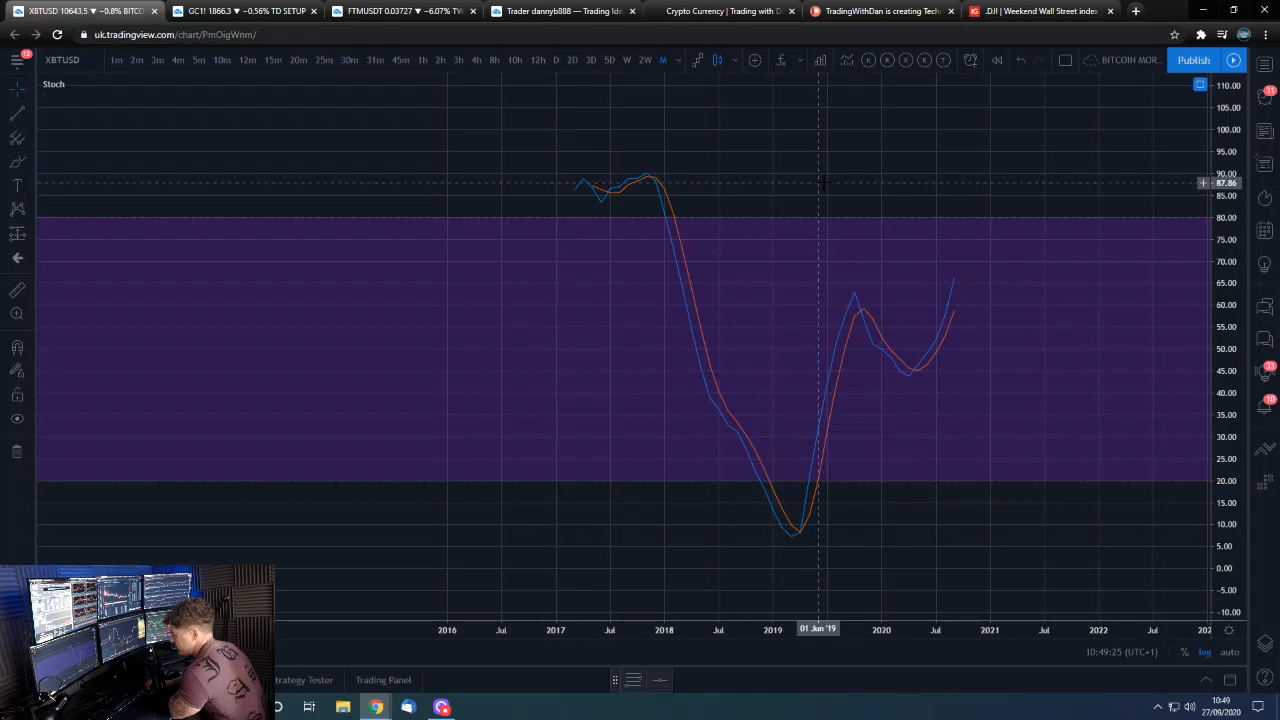 XBTUSD 10643.5 ▼ −0.8% BITCO
GC1! 1866.3 ▼ −0.56% TD SETUP
FTMUSDT 0.03727 ▼ −6.07% TW
Trader dannyb888 — Trading Ide
Crypto Currency | Trading with D
TradingWithDan is creating Tech
.DJI | Weekend Wall Street index
uk.tradingview.com/chart/PmOigWnm/
12
XBTUSD
1m 2m 3m 4m 5m 10m 12m 15m 20m 25m 30m 31m 45m 1h 2h 4h 8h 10h 12h D 2D 3D 5D W 2W M
K R R R T
BITCOIN MOR...
Publish
Stoch
110.00
105.00
100.00
95.00
90.00
87.86
85.00
80.00
75.00
70.00
65.00
60.00
55.00
50.00
45.00
40.00
35.00
30.00
25.00
20.00
15.00
10.00
5.00
0.00
−5.00
−10.00
31
33
10
2016 Jul 2017 Jul 2018 Jul 2019 01 Jun '19 2020 Jul 2021 Jul 2022 Jul 202
10:49:25 (UTC+1) % log auto
Strategy Tester Trading Panel
10:49
27/09/2020